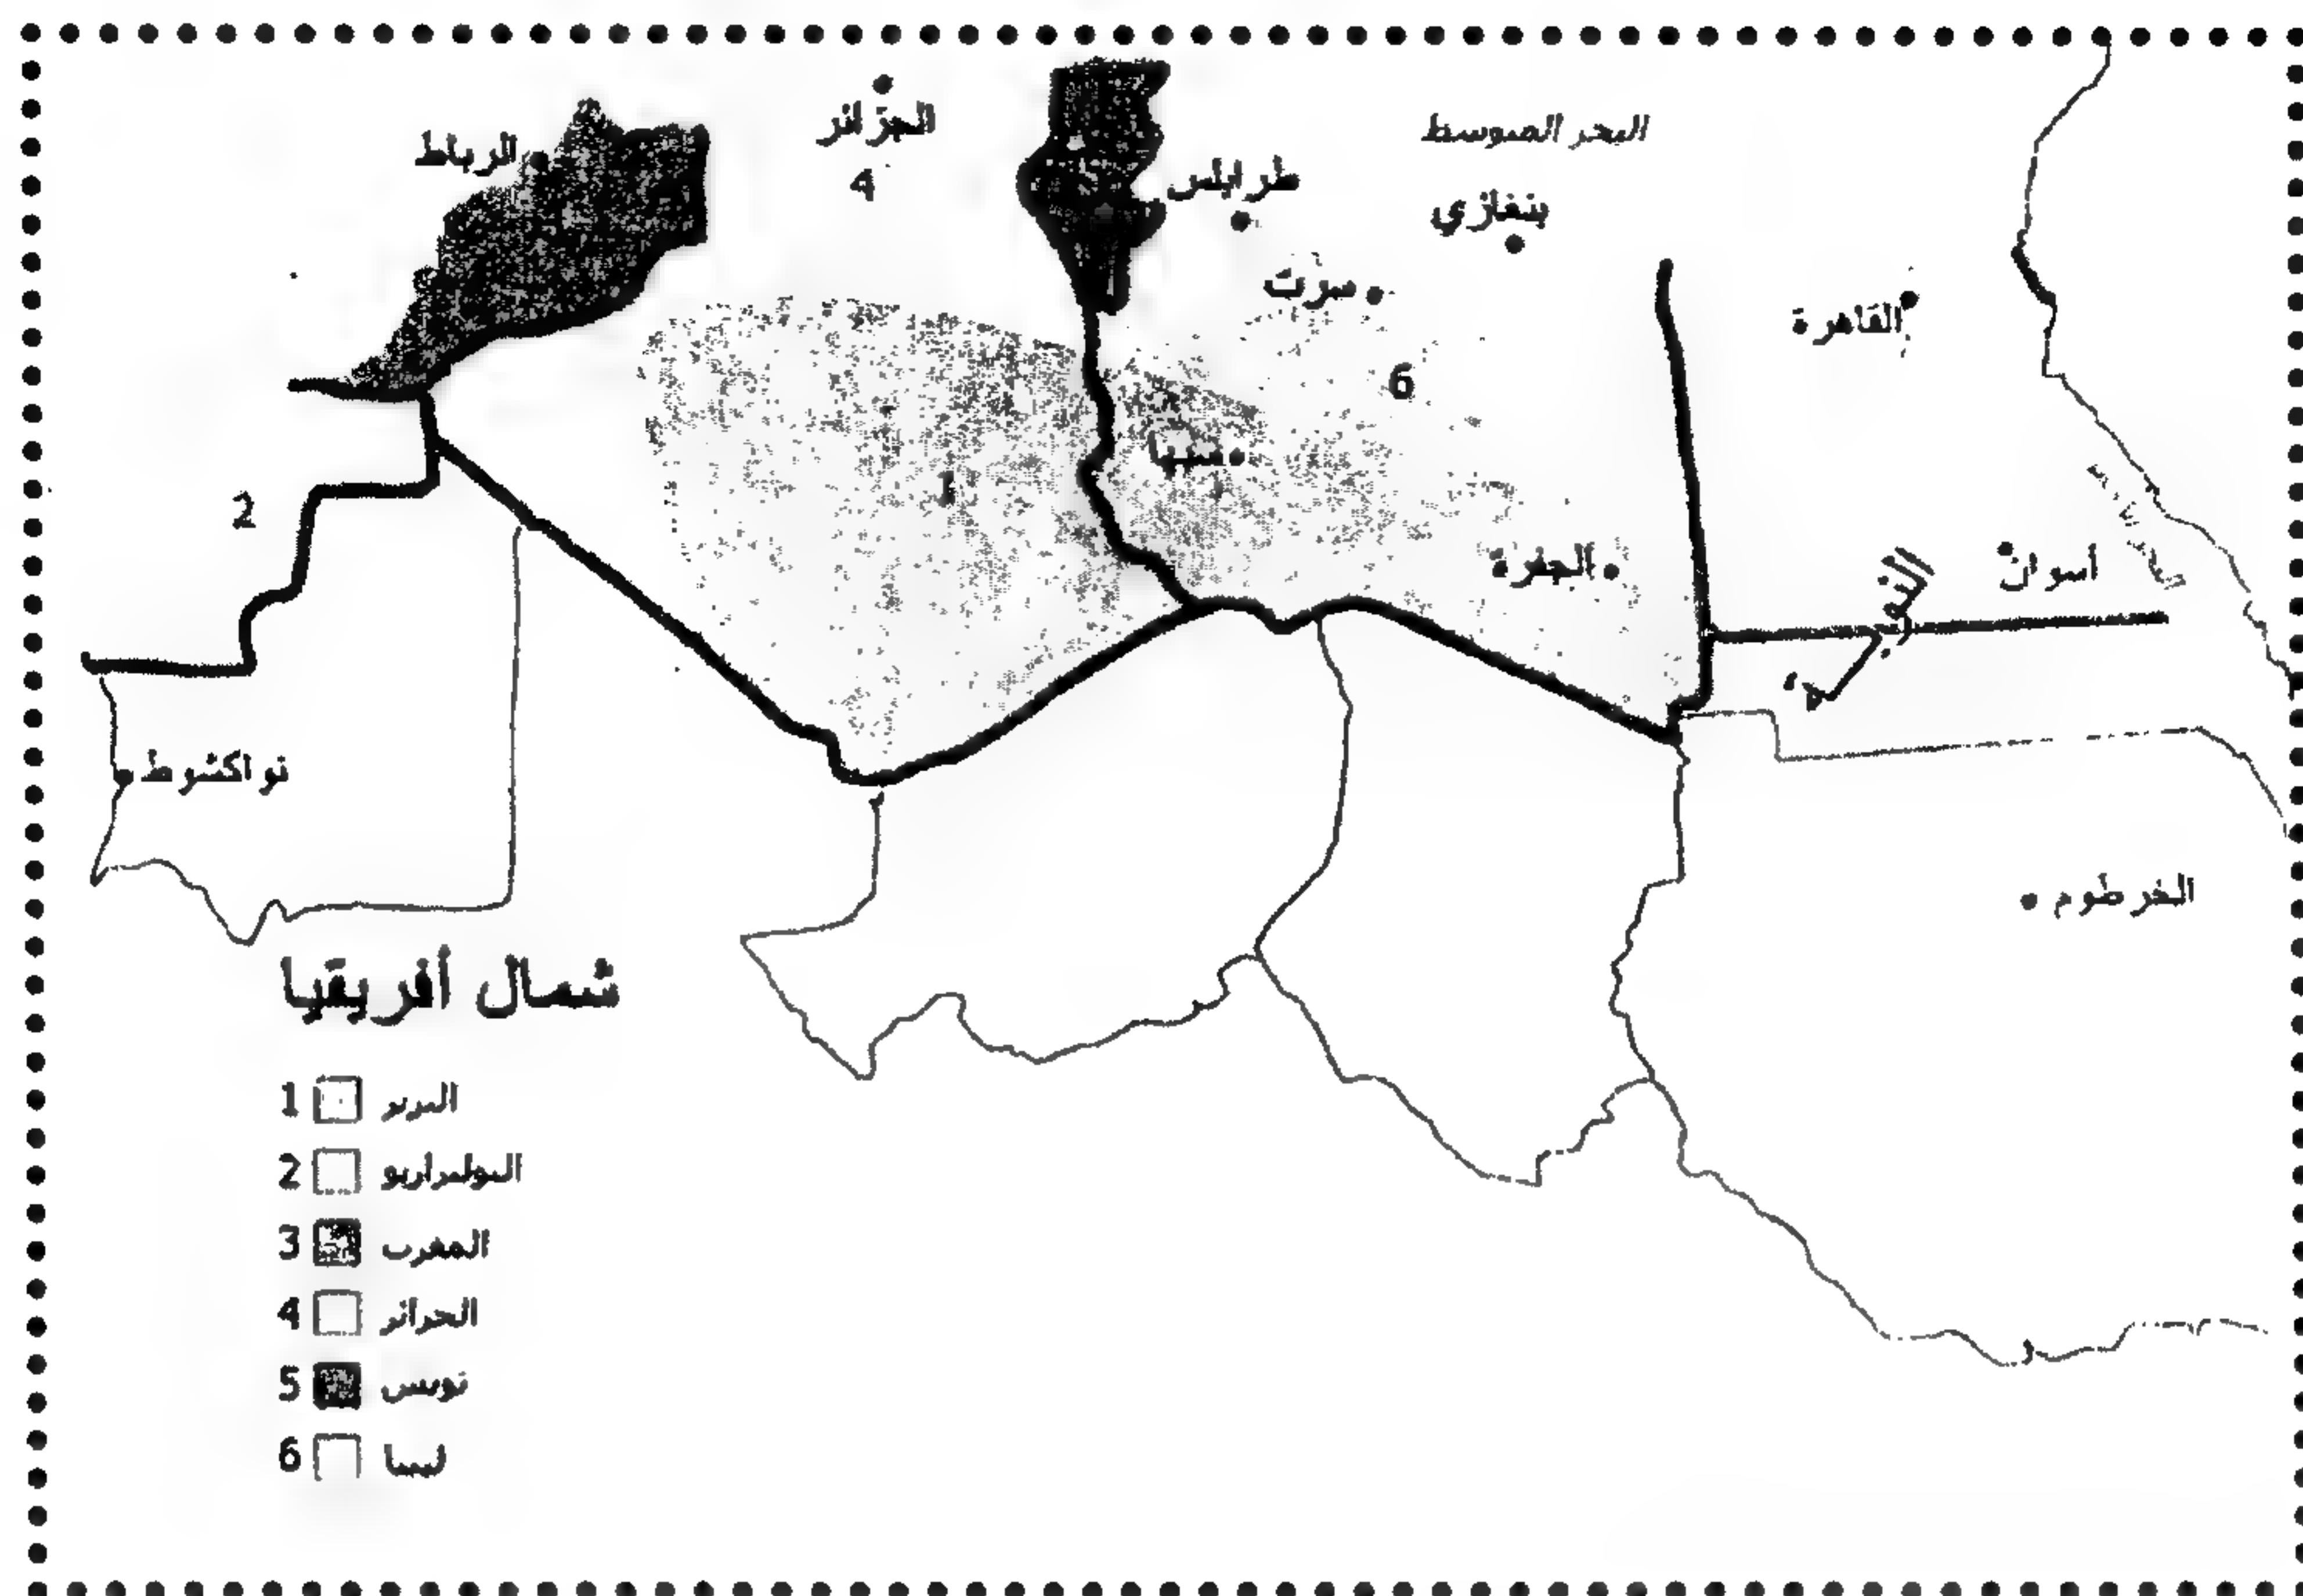 الجزائر
4
الرباط
البحر المتوسط
طرابلس
بنغازي
سرت
القاهرة
6
سبها
1
2
الجفرة
أسوان
نواكشوط
الخرطوم
شمال أفريقيا
1 البربر
2 البوليساريو
3 المغرب
4 الجزائر
5 تونس
6 ليبيا